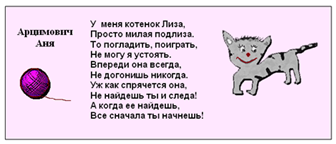 Арцимович
Аня
У меня котенок Лиза,
Просто милая подлиза.
То погладить, поиграть,
Не могу я устоять.
Впереди она всегда,
Не догонишь никогда.
Уж как спрячется она,
Не найдешь ты и следа!
А когда ее найдешь,
Все сначала ты начнешь!